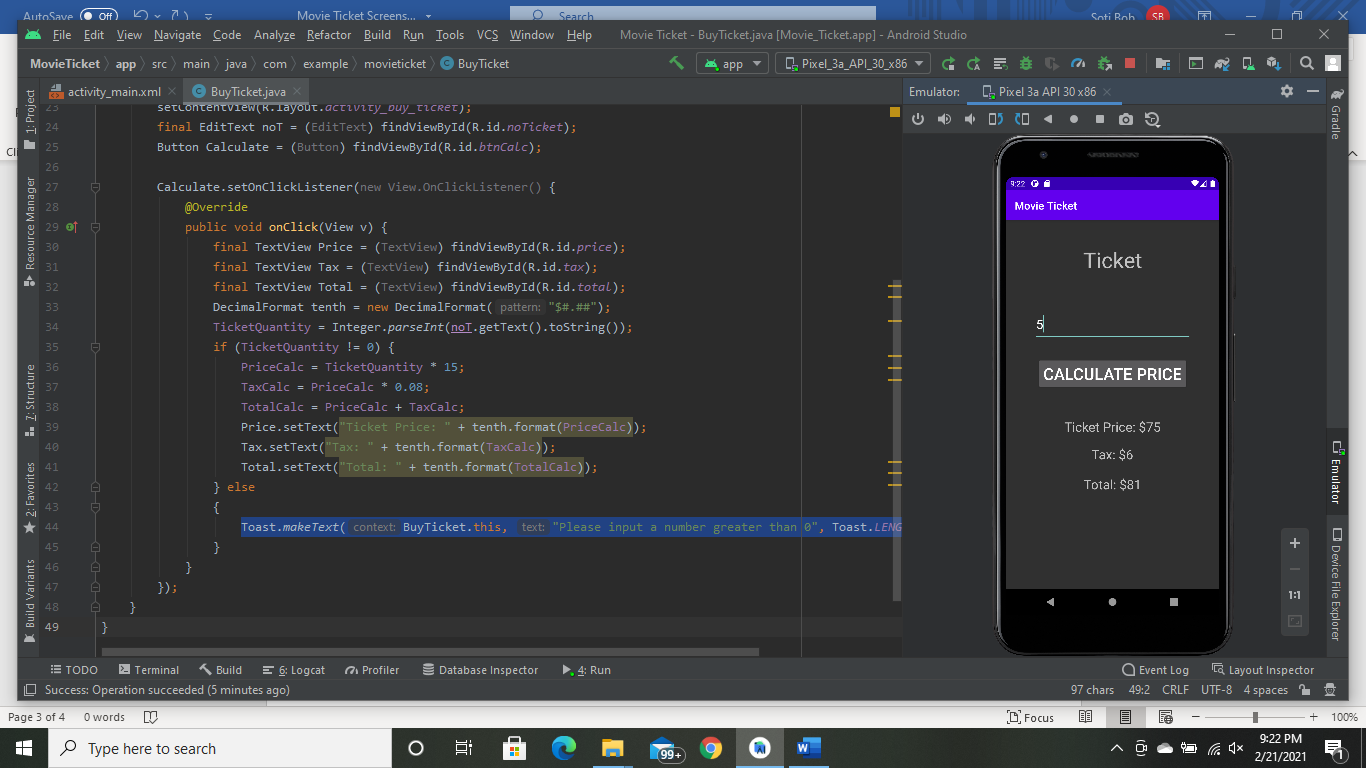 AutoSave Off Movie Ticket Screens... Search Soti Bob SB
File Edit View Navigate Code Analyze Refactor Build Run Tools VCS Window Help Movie Ticket - BuyTicket.java [Movie_Ticket.app] - Android Studio
MovieTicket app src main java com example movieticket BuyTicket app Pixel_3a_API_30_x86
activity_main.xml BuyTicket.java Emulator: Pixel 3a API 30 x86
1: Project
Resource Manager
7: Structure
2: Favorites
Build Variants
23 setContentView(R.layout.activity_buy_ticket);
24 final EditText noT = (EditText) findViewById(R.id.noTicket);
25 Button Calculate = (Button) findViewById(R.id.btnCalc);
26
27 Calculate.setOnClickListener(new View.OnClickListener() {
28 @Override
29 public void onClick(View v) {
30 final TextView Price = (TextView) findViewById(R.id.price);
31 final TextView Tax = (TextView) findViewById(R.id.tax);
32 final TextView Total = (TextView) findViewById(R.id.total);
33 DecimalFormat tenth = new DecimalFormat( pattern: "$#.##");
34 TicketQuantity = Integer.parseInt(noT.getText().toString());
35 if (TicketQuantity != 0) {
36 PriceCalc = TicketQuantity * 15;
37 TaxCalc = PriceCalc * 0.08;
38 TotalCalc = PriceCalc + TaxCalc;
39 Price.setText("Ticket Price: " + tenth.format(PriceCalc));
40 Tax.setText("Tax: " + tenth.format(TaxCalc));
41 Total.setText("Total: " + tenth.format(TotalCalc));
42 } else
43 {
44 Toast.makeText( context: BuyTicket.this, text: "Please input a number greater than 0", Toast.LENG
45 }
46 }
47 });
48 }
49 }
9:22
Movie Ticket
Ticket
5
CALCULATE PRICE
Ticket Price: $75
Tax: $6
Total: $81
1:1
Gradle
Emulator
Device File Explorer
TODO Terminal Build 6: Logcat Profiler Database Inspector 4: Run Event Log Layout Inspector
Success: Operation succeeded (5 minutes ago) 97 chars 49:2 CRLF UTF-8 4 spaces
Page 3 of 4 0 words Focus 100%
Type here to search 99+ 9:22 PM
2/21/2021 1